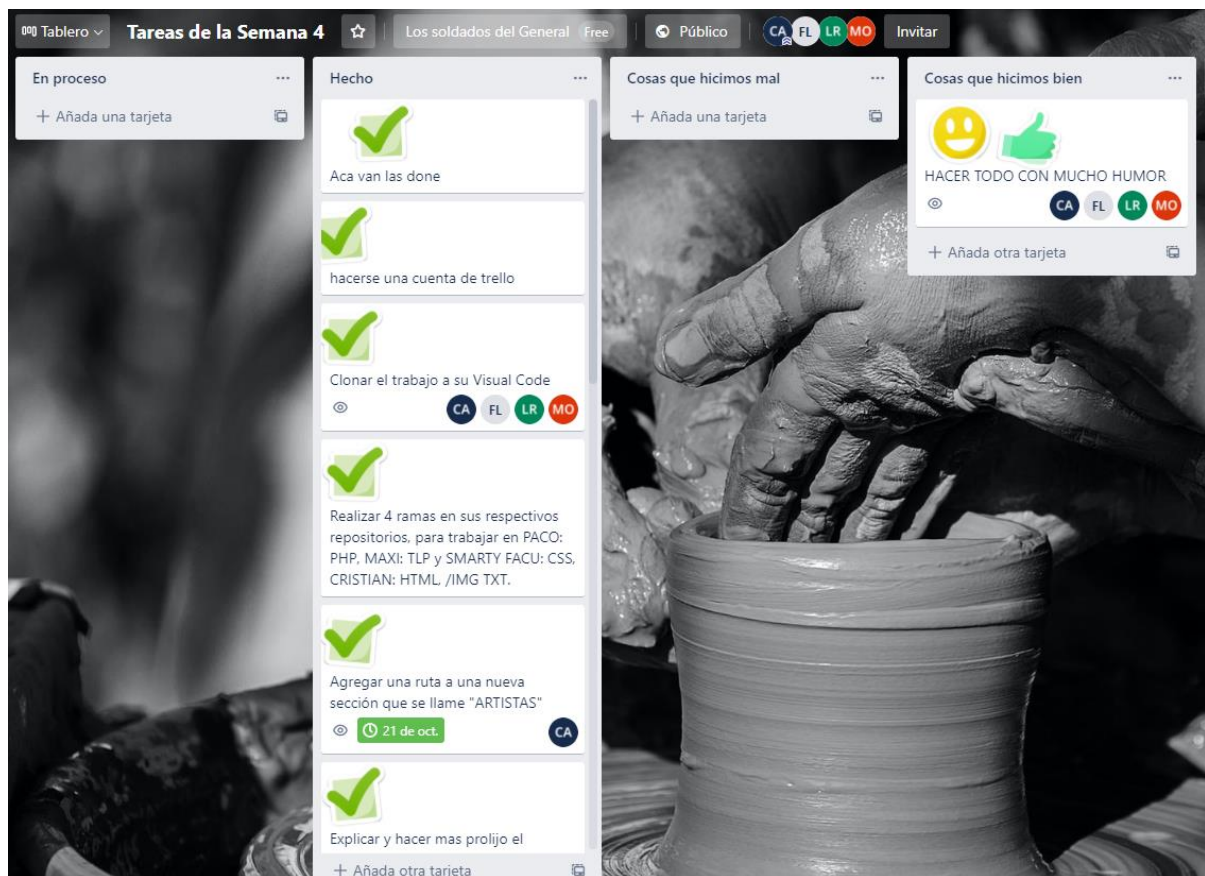 Tablero
Tareas de la Semana 4
Los soldados del General Free
Público
CA FL LR MO
Invitar
En proceso
+ Añada una tarjeta
Hecho
Aca van las done
hacerse una cuenta de trello
Clonar el trabajo a su Visual Code
CA FL LR MO
Realizar 4 ramas en sus respectivos
repositorios, para trabajar en PACO:
PHP, MAXI: TLP y SMARTY FACU: CSS,
CRISTIAN: HTML, /IMG TXT.
Agregar una ruta a una nueva
sección que se llame "ARTISTAS"
21 de oct.
CA
Explicar y hacer mas prolijo el
+ Añada otra tarjeta
Cosas que hicimos mal
+ Añada una tarjeta
Cosas que hicimos bien
HACER TODO CON MUCHO HUMOR
CA FL LR MO
+ Añada otra tarjeta